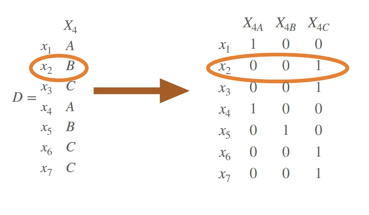 X₄ X₄A X₄B X₄C
x₁ A x₁ 1 0 0
x₂ B x₂ 0 0 1
x₃ C x₃ 0 0 1
D =
x₄ A x₄ 1 0 0
x₅ B x₅ 0 1 0
x₆ C x₆ 0 0 1
x₇ C x₇ 0 0 1